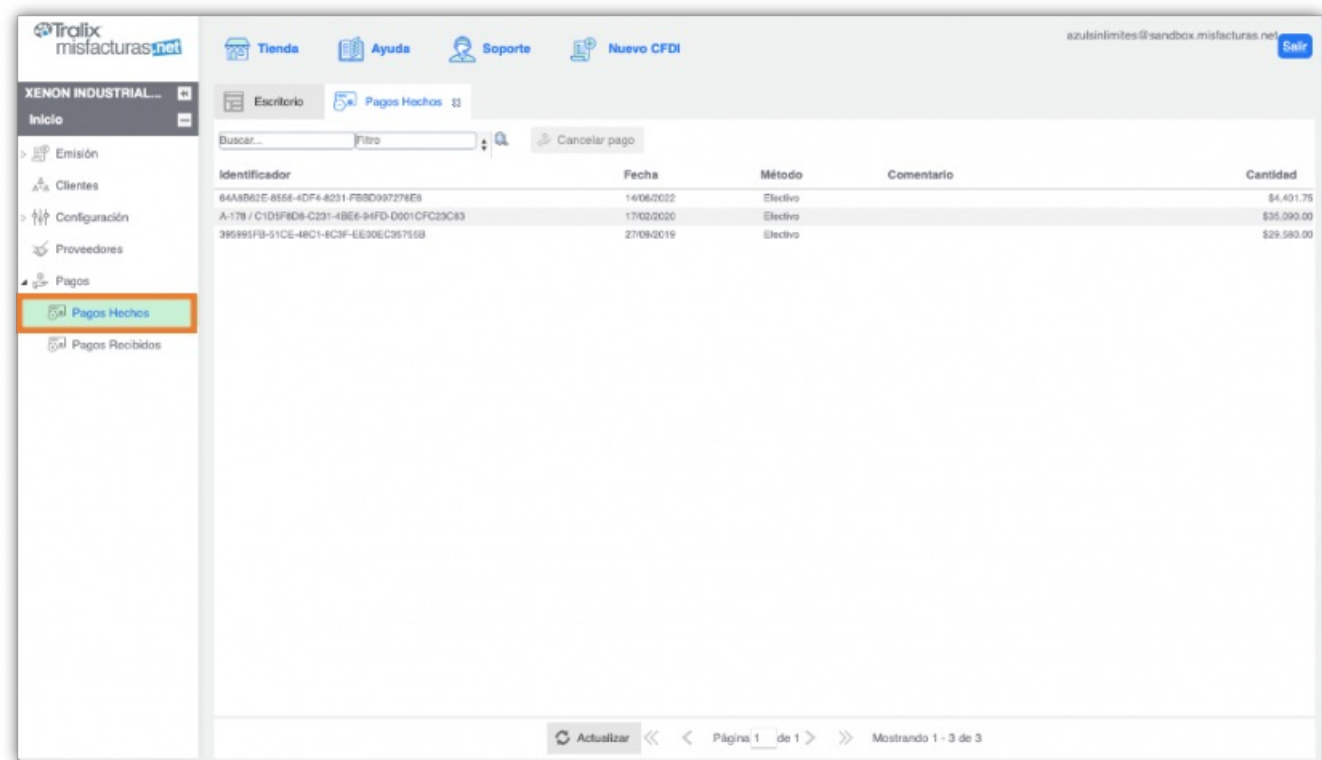 Tralix
misfacturas.net
Tienda
Ayuda
Soporte
Nuevo CFDI
azulsinlimites@sandbox.misfacturas.net
Salir
XENON INDUSTRIAL...
Inicio
Emisión
Clientes
Configuración
Proveedores
Pagos
Pagos Hechos
Pagos Recibidos
Escritorio
Pagos Hechos
Buscar... Filtro Cancelar pago
Identificador Fecha Método Comentario Cantidad
14/06/2022 Efectivo $4,401.75
17/02/2020 Efectivo $35,090.00
27/09/2019 Efectivo $29,580.00
Actualizar Página 1 de 1 Mostrando 1 - 3 de 3